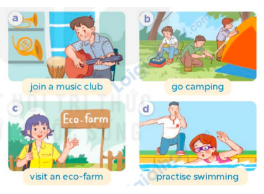 a
b
join a music club
go camping
c
d
Eco-farm
visit an eco-farm
practise swimming